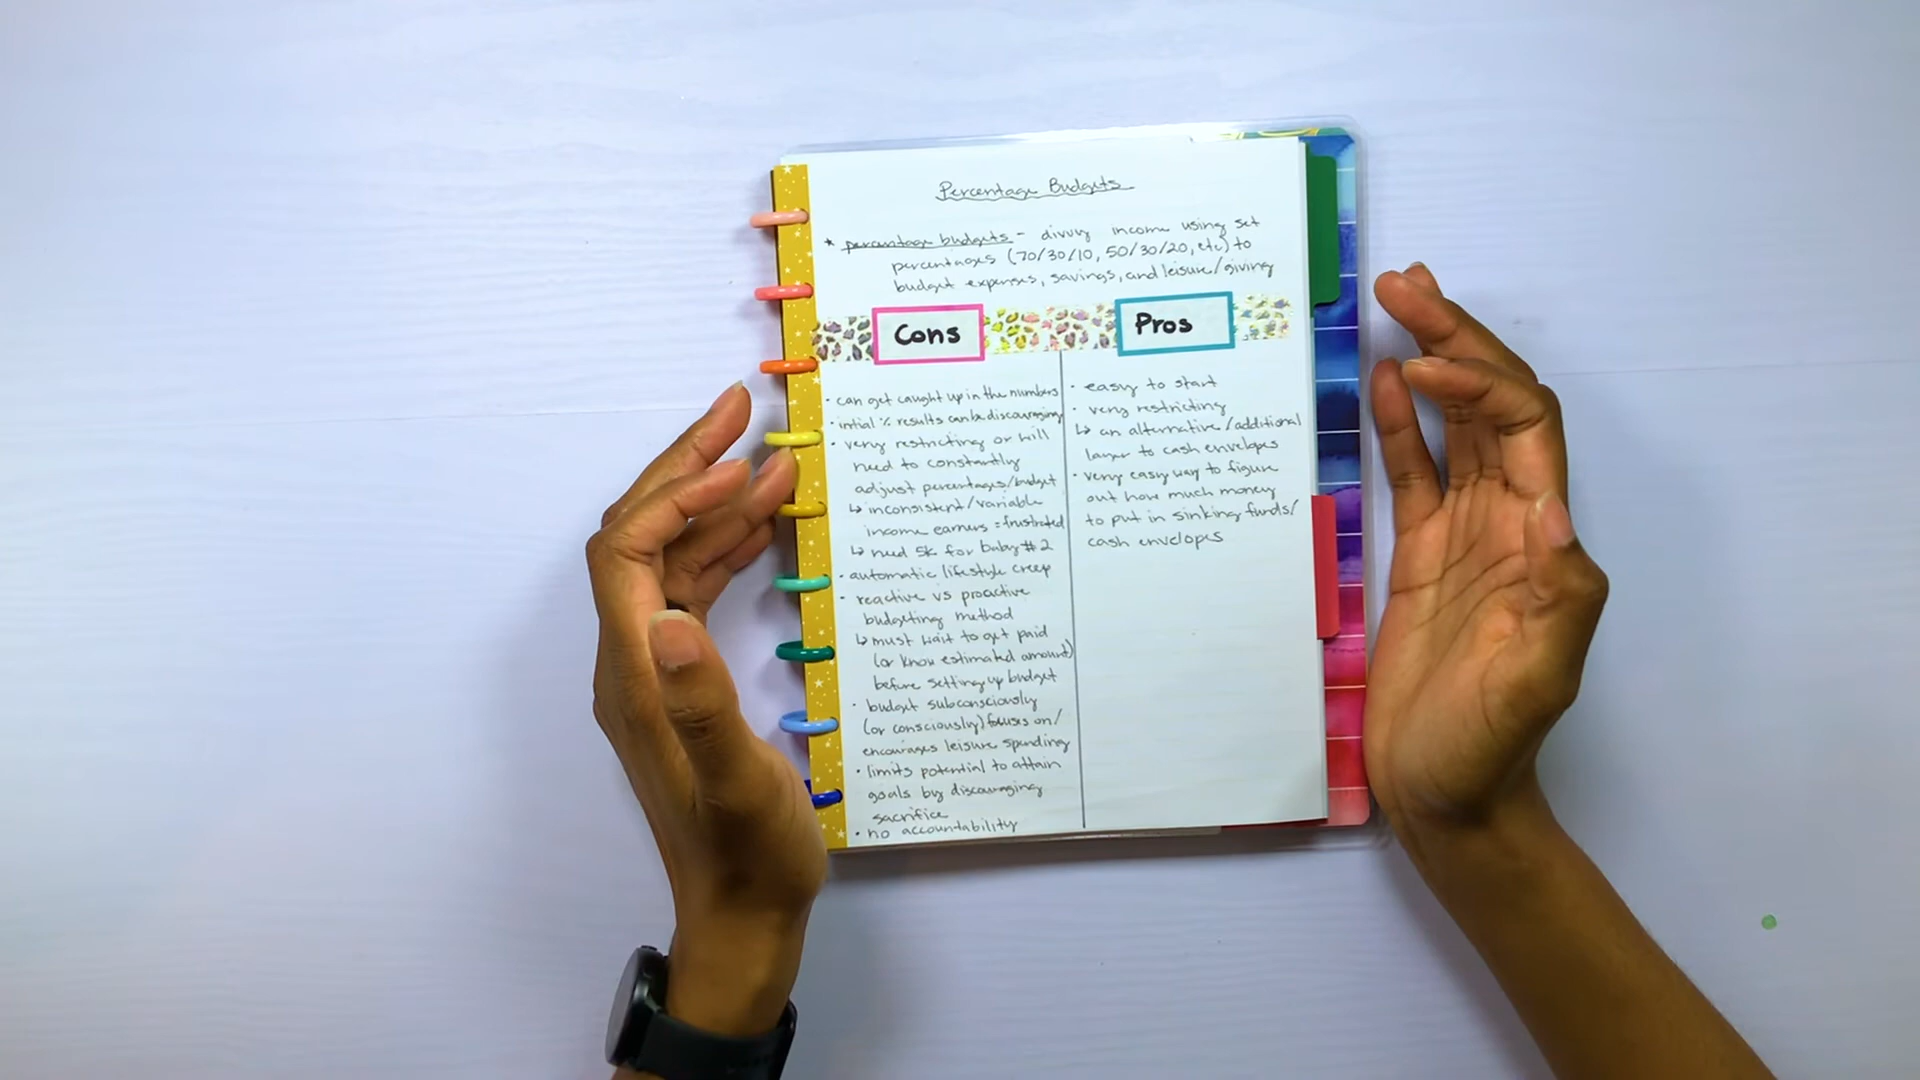 Percentage Budgets
* percentage budgets - divvy income using set
percentages (70/30/10, 50/30/20, etc) to
budget expenses, savings, and leisure/giving
Cons
· can get caught up in the numbers
· intial % results can be discouraging
· very restricting or will
need to constantly
adjust percentages/budget
↳ inconsistent/variable
income earners = frustrated
↳ need 5k for baby #2
· automatic lifestyle creep
· reactive vs proactive
budgeting method
↳ must wait to get paid
(or know estimated amount)
before setting up budget
· budget subconsciously
(or consciously) focuses on/
encourages leisure spending
· limits potential to attain
goals by discouraging
sacrifice
· no accountability
Pros
· easy to start
· very restricting
↳ an alternative/additional
layer to cash envelopes
· very easy way to figure
out how much money
to put in sinking funds/
cash envelopes